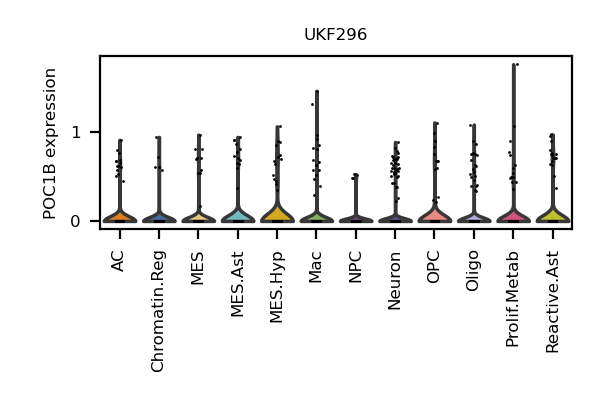 UKF296
POC1B expression
1
0
AC
Chromatin.Reg
MES
MES.Ast
MES.Hyp
Mac
NPC
Neuron
OPC
Oligo
Prolif.Metab
Reactive.Ast